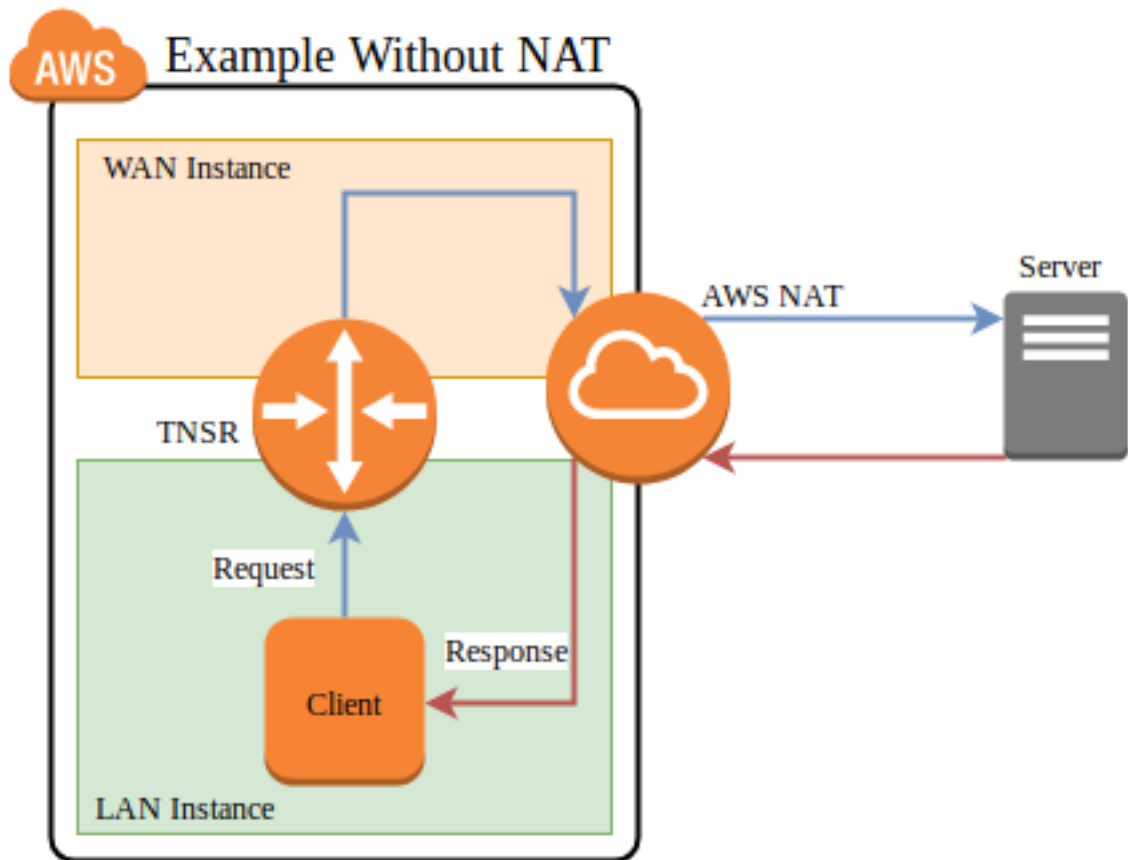 AWS
Example Without NAT
WAN Instance
AWS NAT
Server
TNSR
Request
Response
Client
LAN Instance